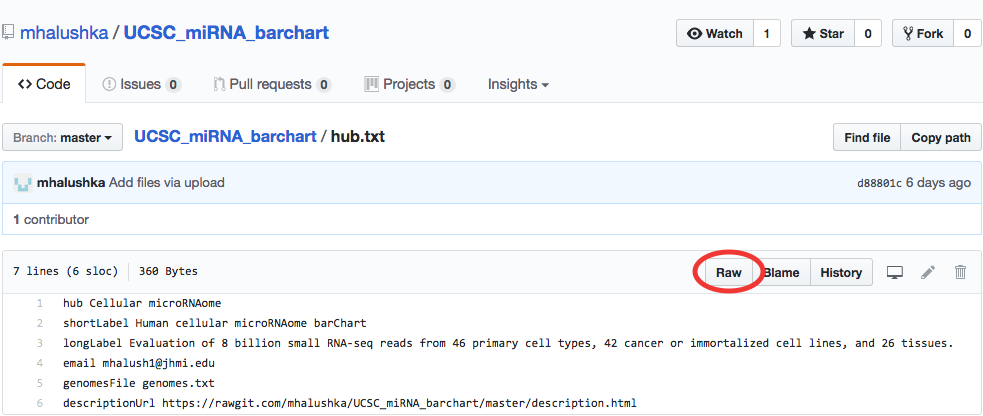 mhalushka / UCSC_miRNA_barchart
Watch 1 Star 0 Fork 0
Code Issues 0 Pull requests 0 Projects 0 Insights
Branch: master UCSC_miRNA_barchart / hub.txt Find file Copy path
mhalushka Add files via upload d88801c 6 days ago
1 contributor
7 lines (6 sloc) 360 Bytes Raw Blame History
1 hub Cellular microRNAome
2 shortLabel Human cellular microRNAome barChart
3 longLabel Evaluation of 8 billion small RNA-seq reads from 46 primary cell types, 42 cancer or immortalized cell lines, and 26 tissues.
4 email mhalush1@jhmi.edu
5 genomesFile genomes.txt
6 descriptionUrl https://rawgit.com/mhalushka/UCSC_miRNA_barchart/master/description.html